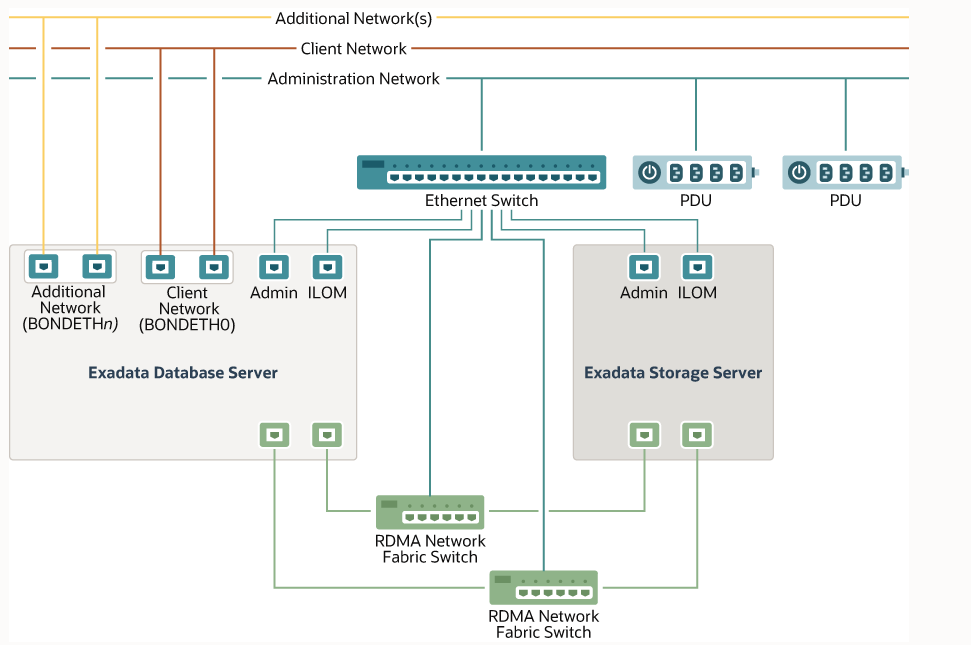 Additional Network(s)
Client Network
Administration Network
Ethernet Switch
PDU
PDU
Additional
Network
(BONDETHn)
Client
Network
(BONDETH0)
Admin
ILOM
Admin
ILOM
Exadata Database Server
Exadata Storage Server
RDMA Network
Fabric Switch
RDMA Network
Fabric Switch